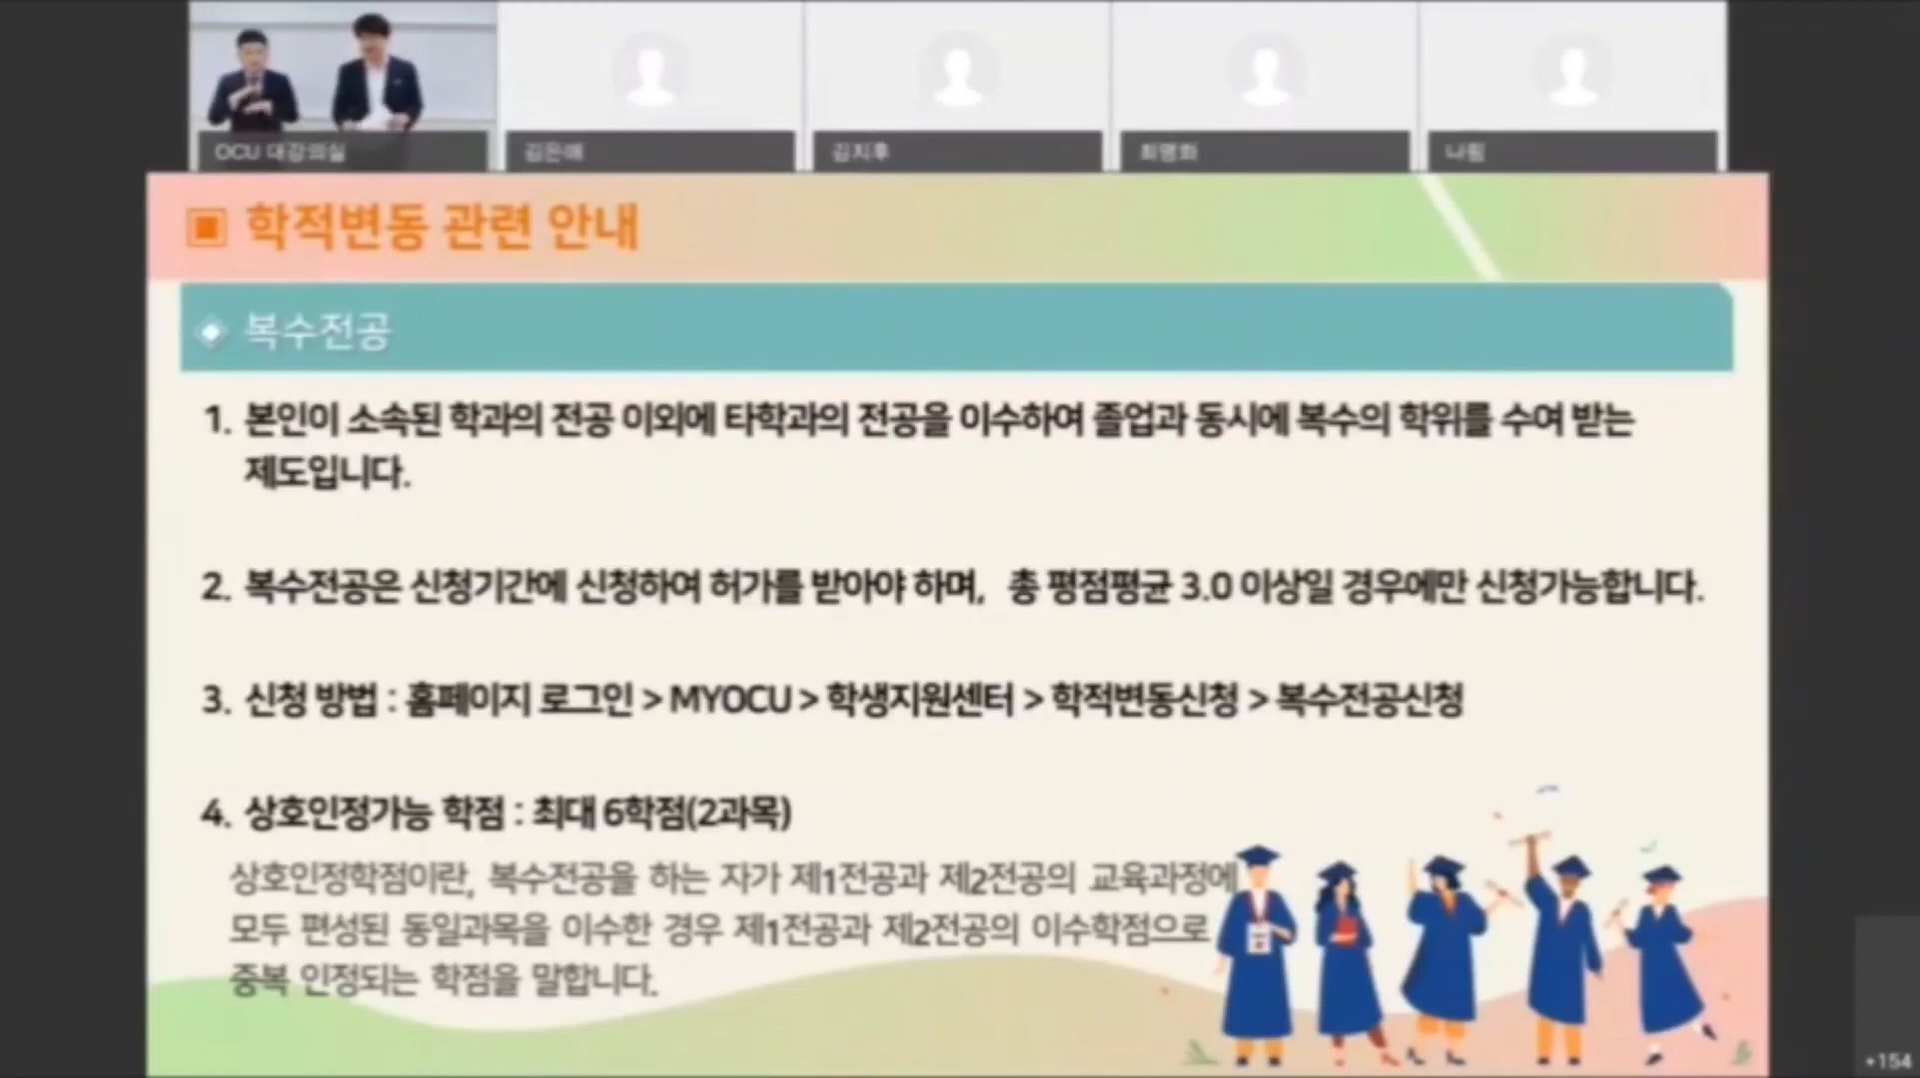 OCU 대강의실
김은애
김지후
최명화
나림
학적변동 관련 안내
복수전공
1. 본인이 소속된 학과의 전공 이외에 타학과의 전공을 이수하여 졸업과 동시에 복수의 학위를 수여 받는
제도입니다.
2. 복수전공은 신청기간에 신청하여 허가를 받아야 하며, 총 평점평균 3.0 이상일 경우에만 신청가능합니다.
3. 신청 방법 : 홈페이지 로그인 > MYOCU > 학생지원센터 > 학적변동신청 > 복수전공신청
4. 상호인정가능 학점 : 최대 6학점(2과목)
상호인정학점이란, 복수전공을 하는 자가 제1전공과 제2전공의 교육과정에
모두 편성된 동일과목을 이수한 경우 제1전공과 제2전공의 이수학점으로
중복 인정되는 학점을 말합니다.
+154